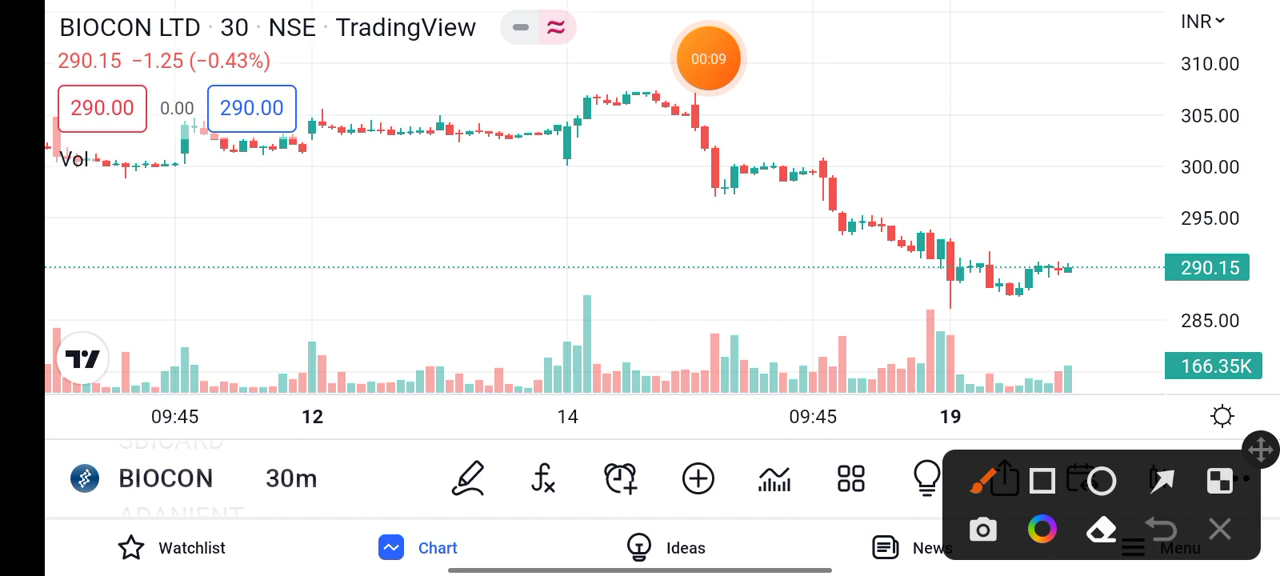 BIOCON LTD · 30 · NSE · TradingView
INR
290.15 −1.25 (−0.43%)
00:09
290.00 0.00 290.00
Vol
310.00
305.00
300.00
295.00
290.15
285.00
166.35K
09:45 12 14 09:45 19
SBICARD
BIOCON 30m
ADANIENT
Watchlist Chart Ideas News Menu